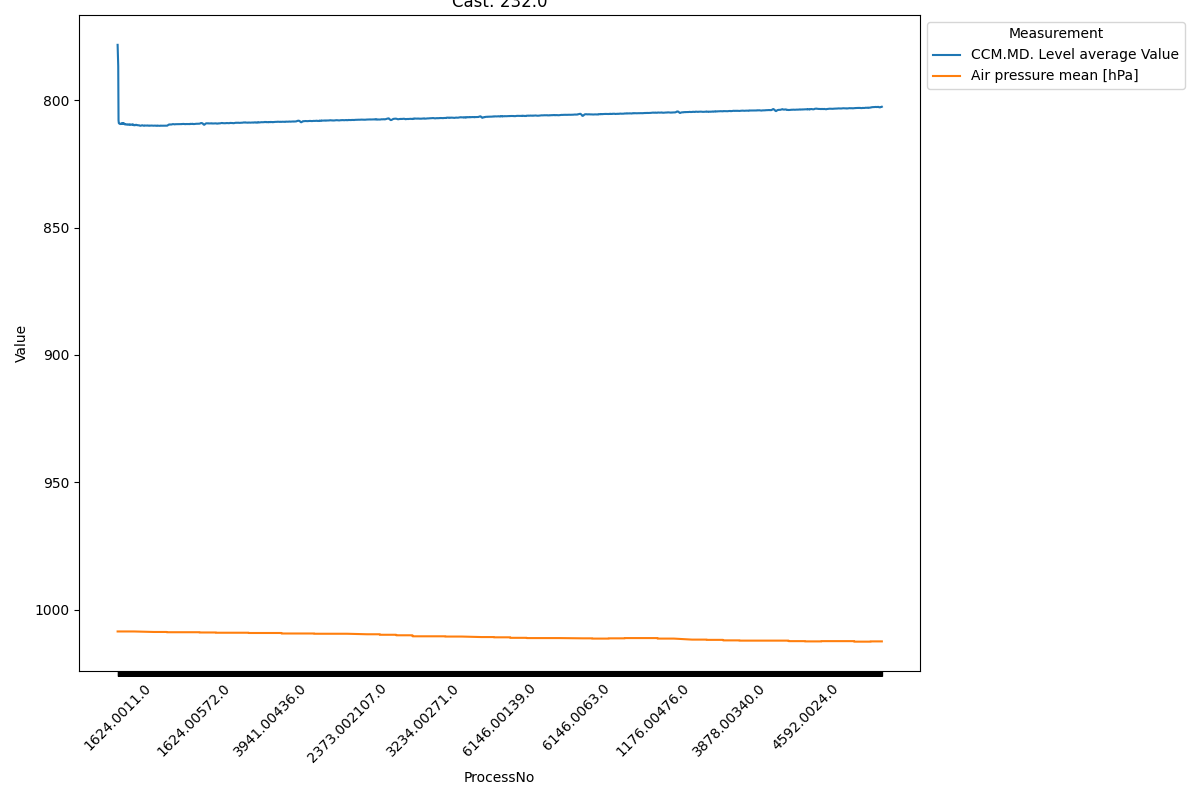 Cast: 232.0
Measurement
CCM.MD. Level average Value
Air pressure mean [hPa]
Value
800
850
900
950
1000
1624.0011.0
1624.00572.0
3941.00436.0
2373.002107.0
3234.00271.0
6146.00139.0
6146.0063.0
1176.00476.0
3878.00340.0
4592.0024.0
ProcessNo